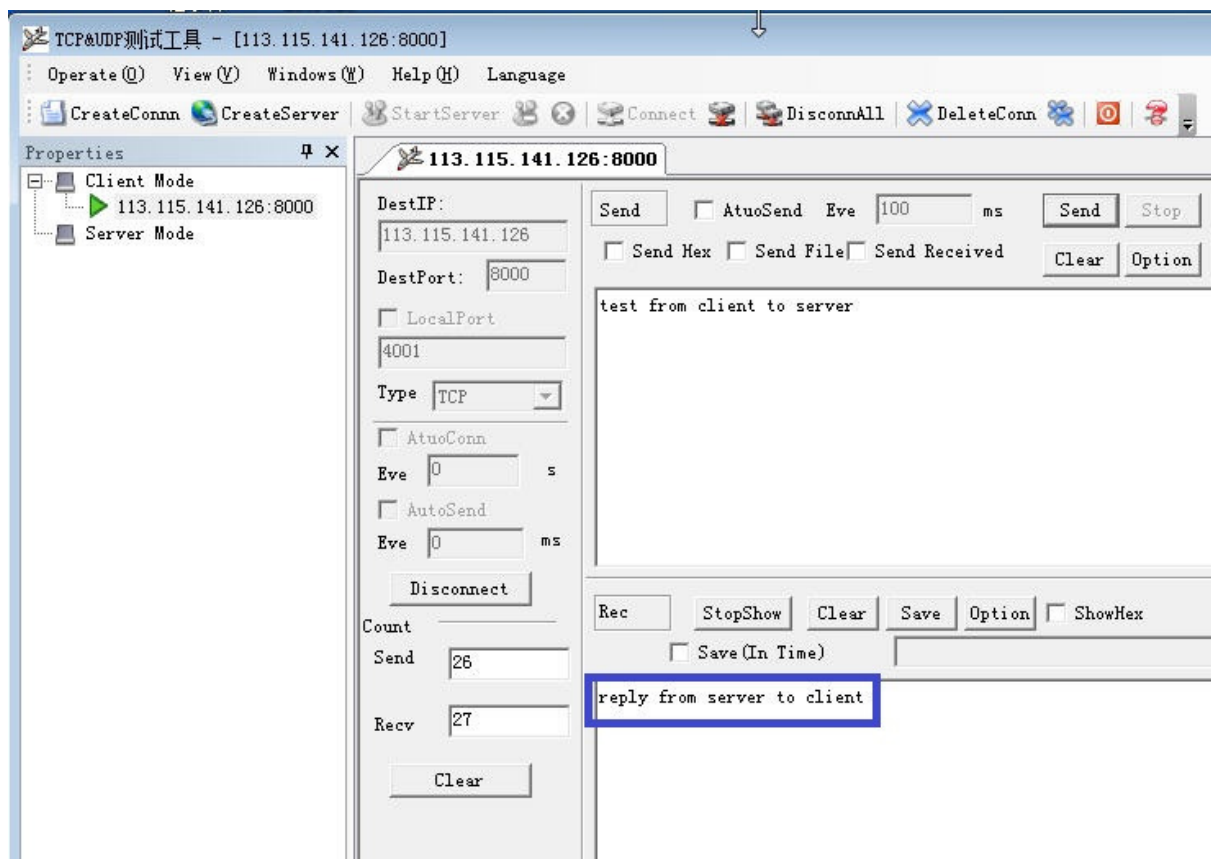 TCP&UDP测试工具 - [113.115.141.126:8000]
Operate(O) View(V) Windows(W) Help(H) Language
CreateConnn CreateServer StartServer Connect DisconnAll DeleteConn
Properties
113.115.141.126:8000
Client Mode
113.115.141.126:8000
Server Mode
DestIP:
113.115.141.126
DestPort: 8000
LocalPort
4001
Type TCP
AtuoConn
Eve 0 s
AutoSend
Eve 0 ms
Disconnect
Count
Send 26
Recv 27
Clear
Send AtuoSend Eve 100 ms Send Stop
Send Hex Send File Send Received Clear Option
test from client to server
Rec StopShow Clear Save Option ShowHex
Save(In Time)
reply from server to client